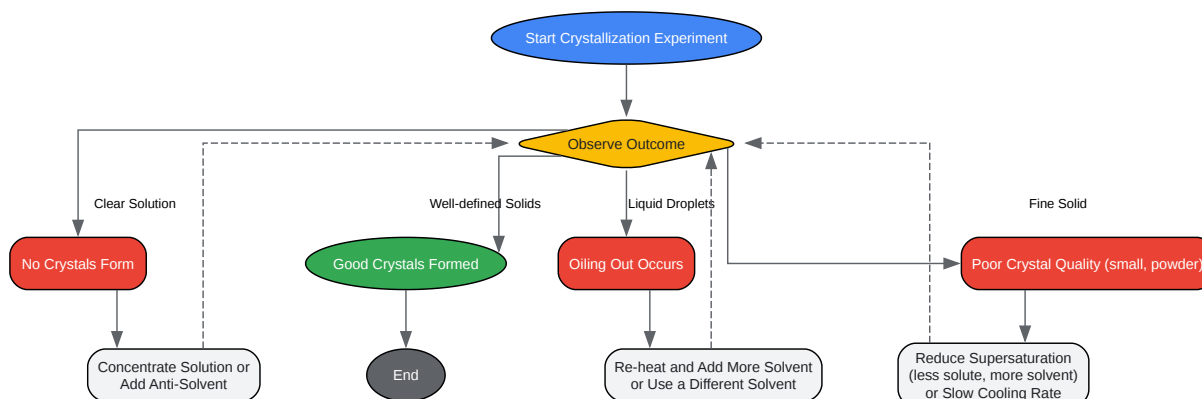 Start Crystallization Experiment
Observe Outcome
Clear Solution
Well-defined Solids
Liquid Droplets
Fine Solid
No Crystals Form
Good Crystals Formed
Oiling Out Occurs
Poor Crystal Quality (small, powder)
Concentrate Solution or
Add Anti-Solvent
End
Re-heat and Add More Solvent
or Use a Different Solvent
Reduce Supersaturation
(less solute, more solvent)
or Slow Cooling Rate